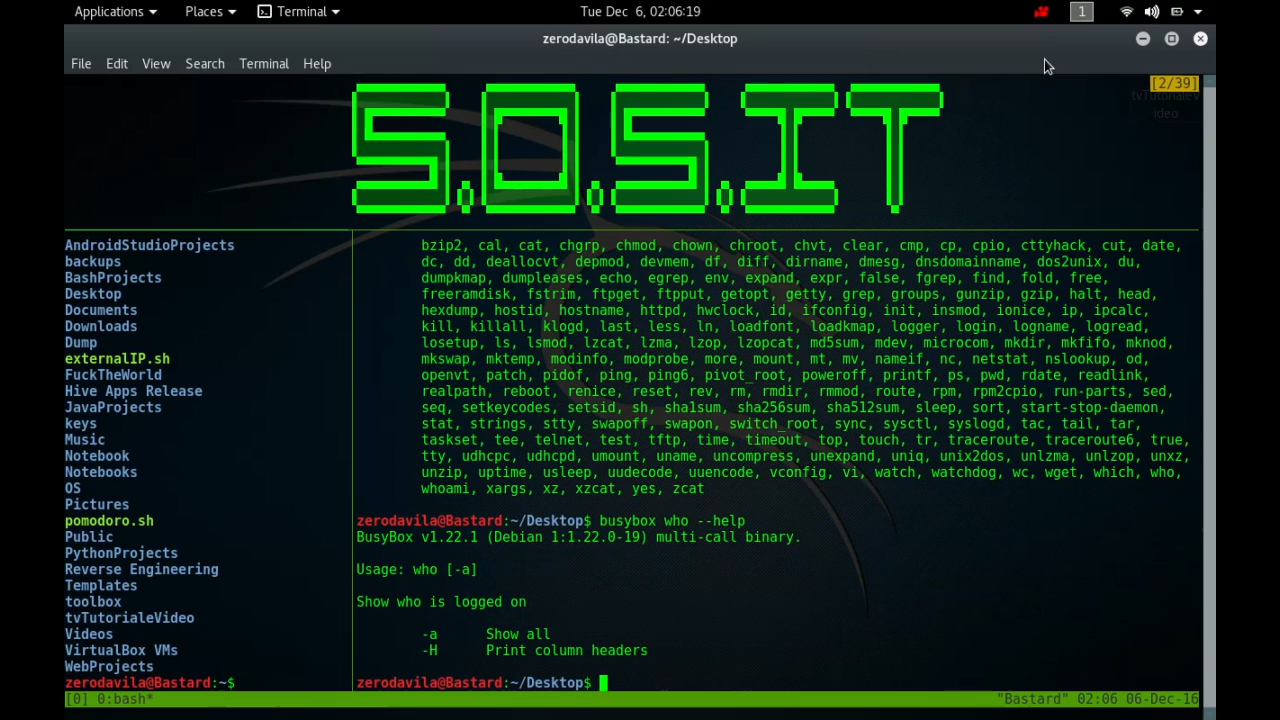 Applications Places Terminal Tue Dec 6, 02:06:19 1
zerodavila@Bastard: ~/Desktop
File Edit View Search Terminal Help
[2/39]
S.O.S.IT
AndroidStudioProjects
backups
BashProjects
Desktop
Documents
Downloads
Dump
externalIP.sh
FuckTheWorld
Hive Apps Release
JavaProjects
keys
Music
Notebook
Notebooks
OS
Pictures
pomodoro.sh
Public
PythonProjects
Reverse Engineering
Templates
toolbox
tvTutorialeVideo
Videos
VirtualBox VMs
WebProjects
zerodavila@Bastard:~$
bzip2, cal, cat, chgrp, chmod, chown, chroot, chvt, clear, cmp, cp, cpio, cttyhack, cut, date,
dc, dd, deallocvt, depmod, devmem, df, diff, dirname, dmesg, dnsdomainname, dos2unix, du,
dumpkmap, dumpleases, echo, egrep, env, expand, expr, false, fgrep, find, fold, free,
freeramdisk, fstrim, ftpget, ftpput, getopt, getty, grep, groups, gunzip, gzip, halt, head,
hexdump, hostid, hostname, httpd, hwclock, id, ifconfig, init, insmod, ionice, ip, ipcalc,
kill, killall, klogd, last, less, ln, loadfont, loadkmap, logger, login, logname, logread,
losetup, ls, lsmod, lzcat, lzma, lzop, lzopcat, md5sum, mdev, microcom, mkdir, mkfifo, mknod,
mkswap, mktemp, modinfo, modprobe, more, mount, mt, mv, nameif, nc, netstat, nslookup, od,
openvt, patch, pidof, ping, ping6, pivot_root, poweroff, printf, ps, pwd, rdate, readlink,
realpath, reboot, renice, reset, rev, rm, rmdir, rmmod, route, rpm, rpm2cpio, run-parts, sed,
seq, setkeycodes, setsid, sh, sha1sum, sha256sum, sha512sum, sleep, sort, start-stop-daemon,
stat, strings, stty, swapoff, swapon, switch_root, sync, sysctl, syslogd, tac, tail, tar,
taskset, tee, telnet, test, tftp, time, timeout, top, touch, tr, traceroute, traceroute6, true,
tty, udhcpc, udhcpd, umount, uname, uncompress, unexpand, uniq, unix2dos, unlzma, unlzop, unxz,
unzip, uptime, usleep, uudecode, uuencode, vconfig, vi, watch, watchdog, wc, wget, which, who,
whoami, xargs, xz, xzcat, yes, zcat
zerodavila@Bastard:~/Desktop$ busybox who --help
BusyBox v1.22.1 (Debian 1:1.22.0-19) multi-call binary.
Usage: who [-a]
Show who is logged on
-a Show all
-H Print column headers
zerodavila@Bastard:~/Desktop$
[0] 0:bash* "Bastard" 02:06 06-Dec-16